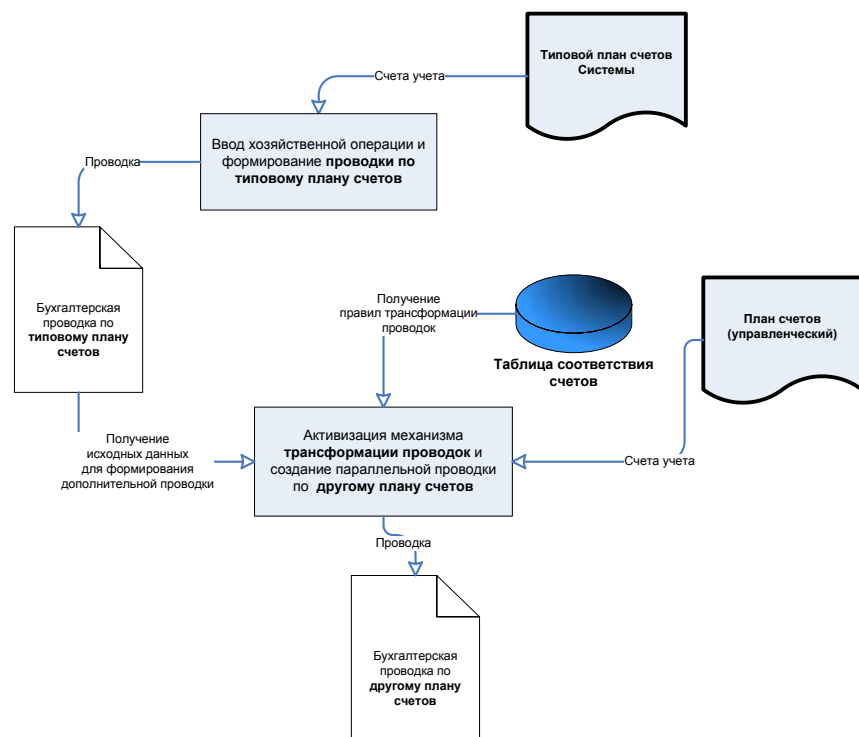 Типовой план счетов
Системы
Счета учета
Ввод хозяйственной операции и
формирование проводки по
типовому плану счетов
Проводка
Бухгалтерская
проводка по
типовому плану
счетов
Получение
правил трансформации
проводок
Таблица соответствия
счетов
План счетов
(управленческий)
Получение
исходных данных
для формирования
дополнительной проводки
Активизация механизма
трансформации проводок и
создание параллельной проводки
по другому плану счетов
Счета учета
Проводка
Бухгалтерская
проводка по
другому плану
счетов